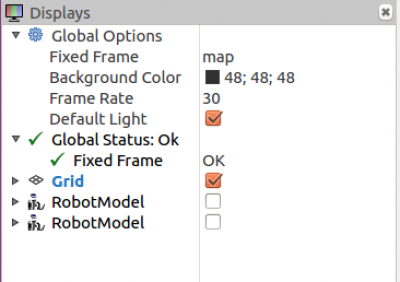 Displays
Global Options
Fixed Frame map
Background Color 48; 48; 48
Frame Rate 30
Default Light
Global Status: Ok
Fixed Frame OK
Grid
RobotModel
RobotModel